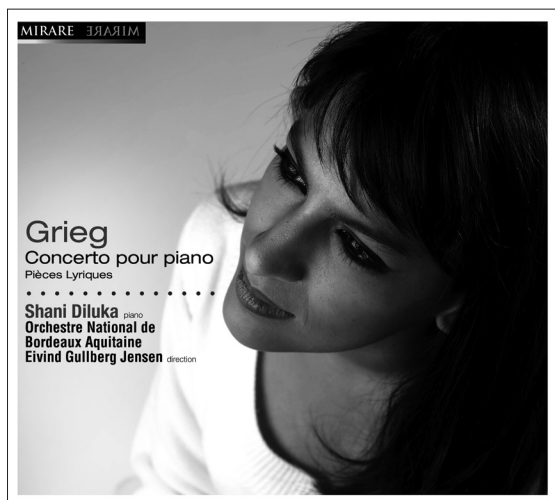 MIRARE MIRARE
Grieg
Concerto pour piano
Pièces Lyriques
Shani Diluka piano
Orchestre National de
Bordeaux Aquitaine
Eivind Gullberg Jensen direction